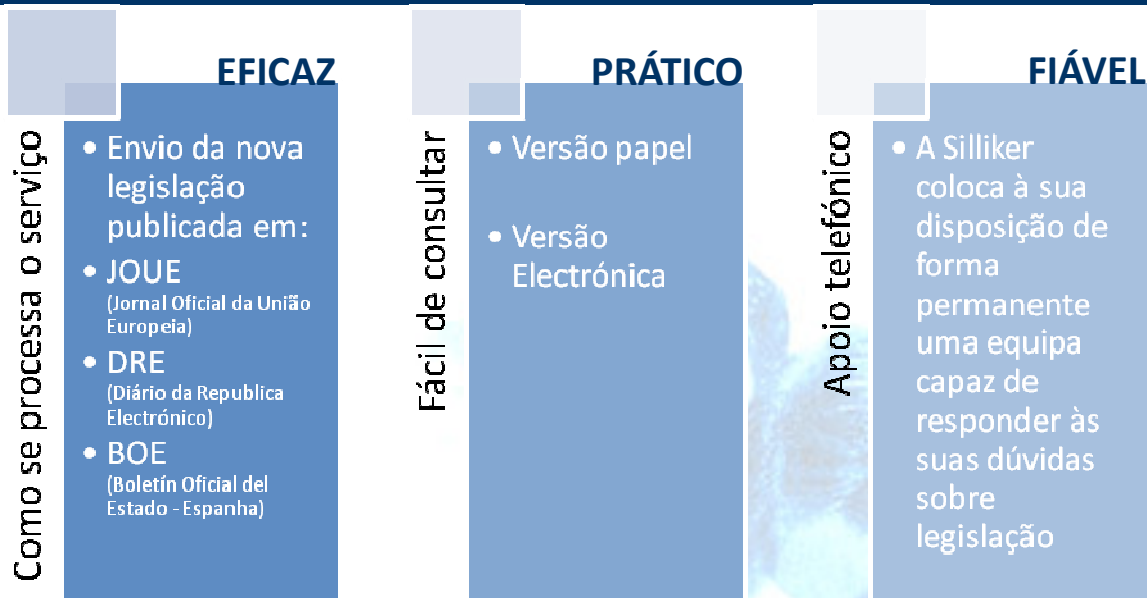 EFICAZ
Como se processa o serviço
• Envio da nova
legislação
publicada em:
• JOUE
(Jornal Oficial da União
Europeia)
• DRE
(Diário da Republica
Electrónico)
• BOE
(Boletín Oficial del
Estado - Espanha)
PRÁTICO
Fácil de consultar
• Versão papel
• Versão
Electrónica
FIÁVEL
Apoio telefónico
• A Silliker
coloca à sua
disposição de
forma
permanente
uma equipa
capaz de
responder às
suas dúvidas
sobre
legislação